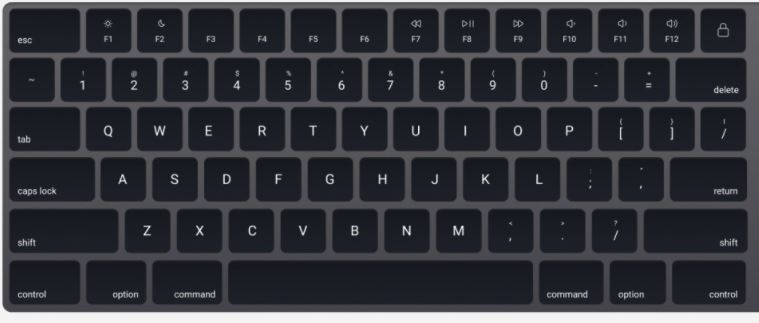 esc F1 F2 F3 F4 F5 F6 F7 F8 F9 F10 F11 F12
~ ! 1 @ 2 # 3 $ 4 % 5 ^ 6 & 7 * 8 ( 9 ) 0 - - + = delete
tab Q W E R T Y U I O P { [ } ] | /
caps lock A S D F G H J K L : ; " , return
shift Z X C V B N M < , > . ? / shift
control option command command option control